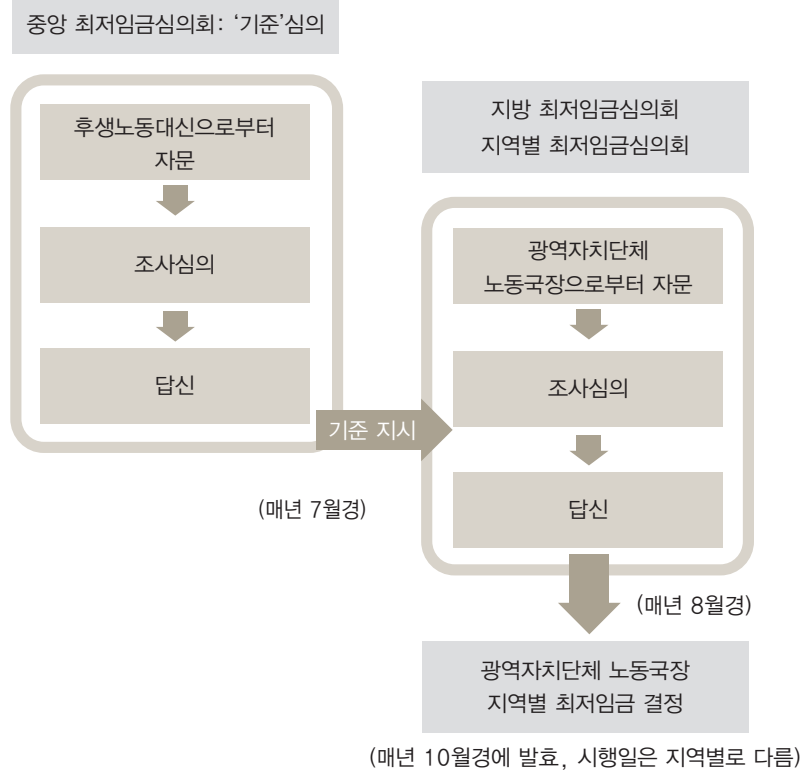 중앙 최저임금심의회: ‘기준’심의
후생노동대신으로부터
자문
조사심의
답신
기준 지시
(매년 7월경)
지방 최저임금심의회
지역별 최저임금심의회
광역자치단체
노동국장으로부터 자문
조사심의
답신
(매년 8월경)
광역자치단체 노동국장
지역별 최저임금 결정
(매년 10월경에 발효, 시행일은 지역별로 다름)